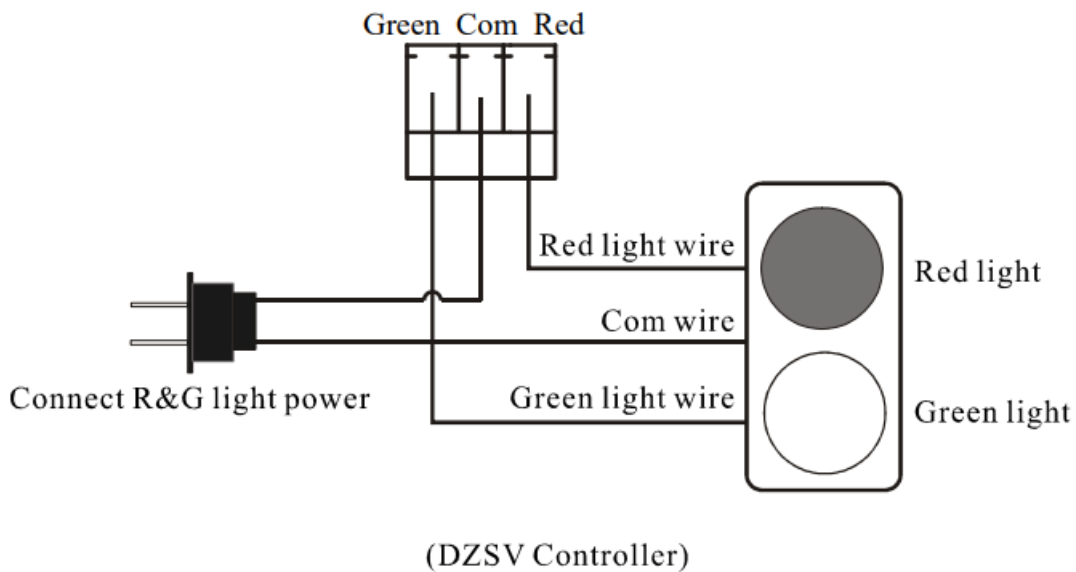 Green Com Red
Red light wire
Red light
Com wire
Connect R&G light power
Green light wire
Green light
(DZSV Controller)